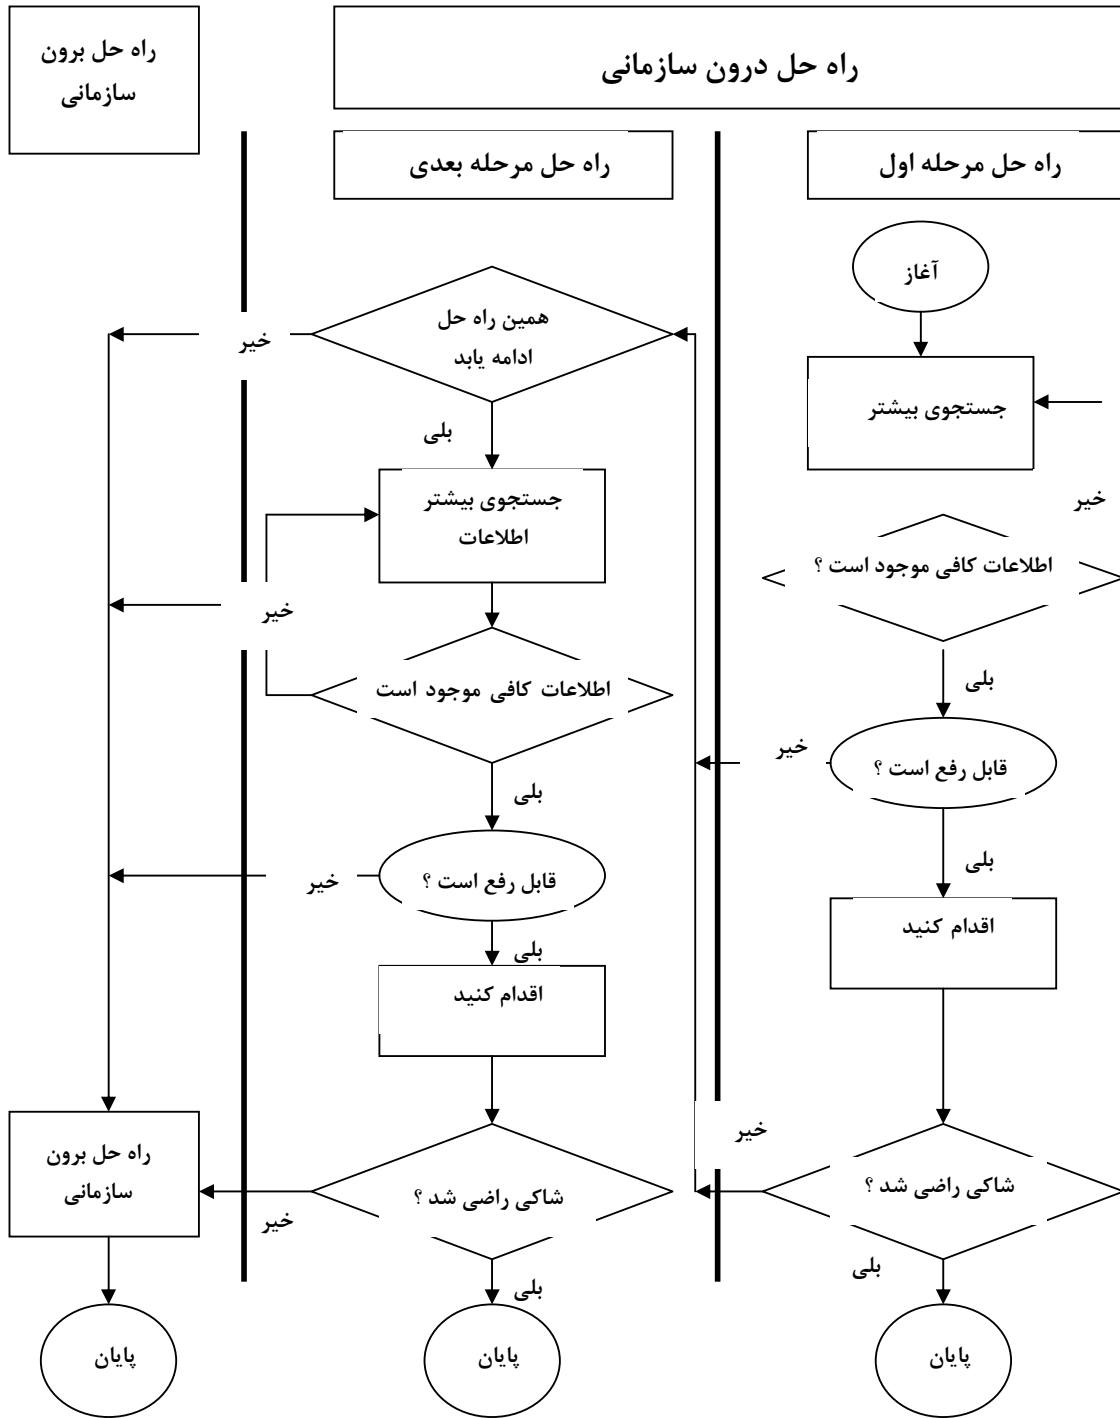 راه حل درون سازمانی
راه حل برون
سازمانی
راه حل مرحله اول
راه حل مرحله بعدی
آغاز
جستجوی بیشتر
خیر
اطلاعات کافی موجود است ؟
بلی
قابل رفع است ؟
خیر
بلی
اقدام کنید
خیر
شاکی راضی شد ؟
بلی
پایان
همین راه حل
ادامه یابد
خیر
بلی
جستجوی بیشتر
اطلاعات
خیر
اطلاعات کافی موجود است
بلی
قابل رفع است ؟
خیر
بلی
اقدام کنید
شاکی راضی شد ؟
خیر
بلی
پایان
راه حل برون
سازمانی
پایان